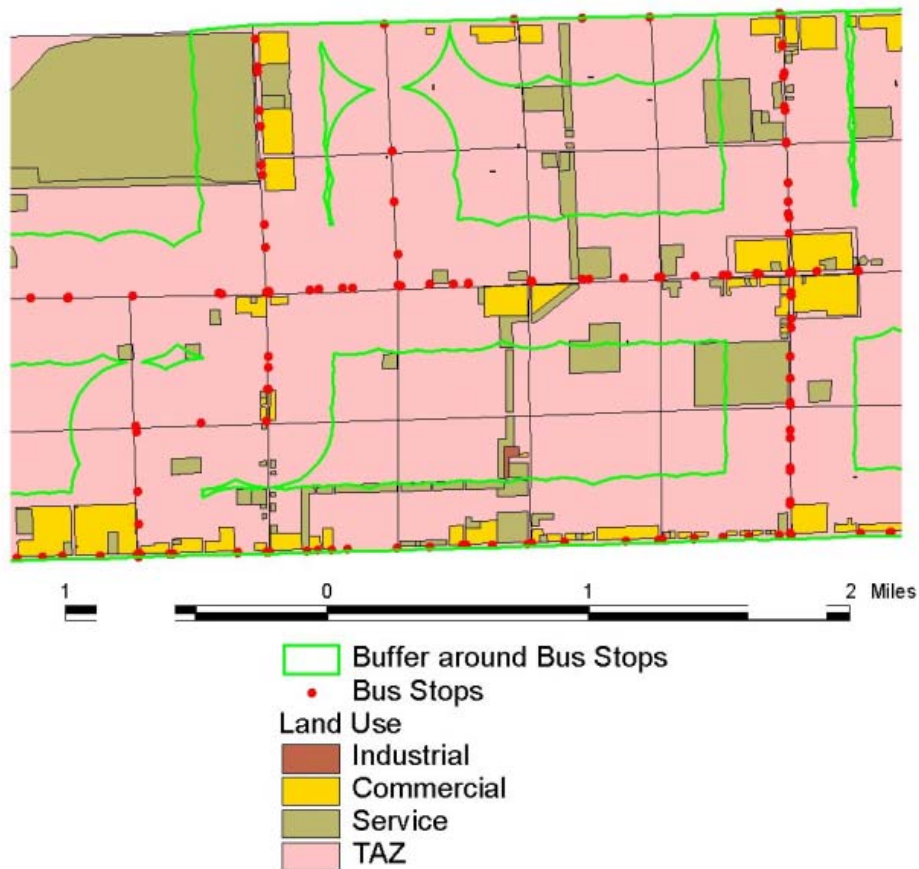 1 0 1 2 Miles
Buffer around Bus Stops
Bus Stops
Land Use
Industrial
Commercial
Service
TAZ